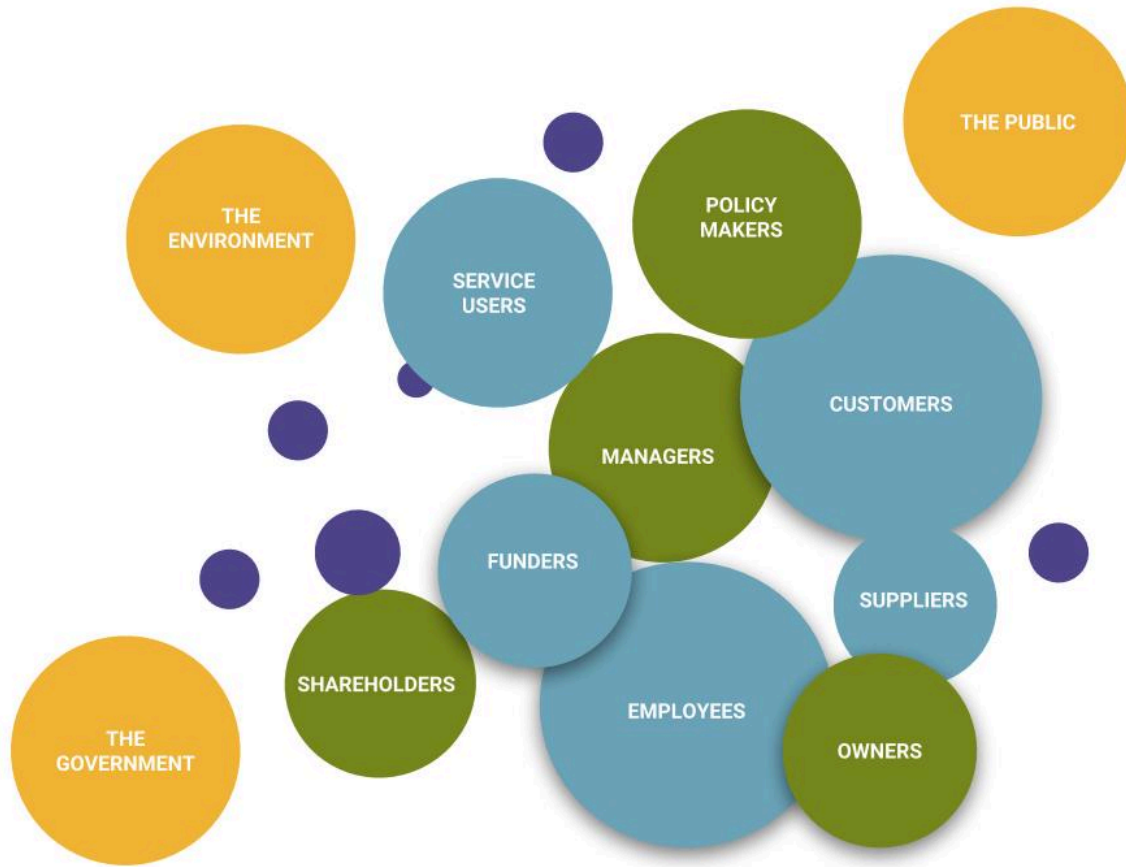 THE PUBLIC
POLICY
MAKERS
THE
ENVIRONMENT
SERVICE
USERS
CUSTOMERS
MANAGERS
FUNDERS
SUPPLIERS
SHAREHOLDERS
EMPLOYEES
THE
GOVERNMENT
OWNERS